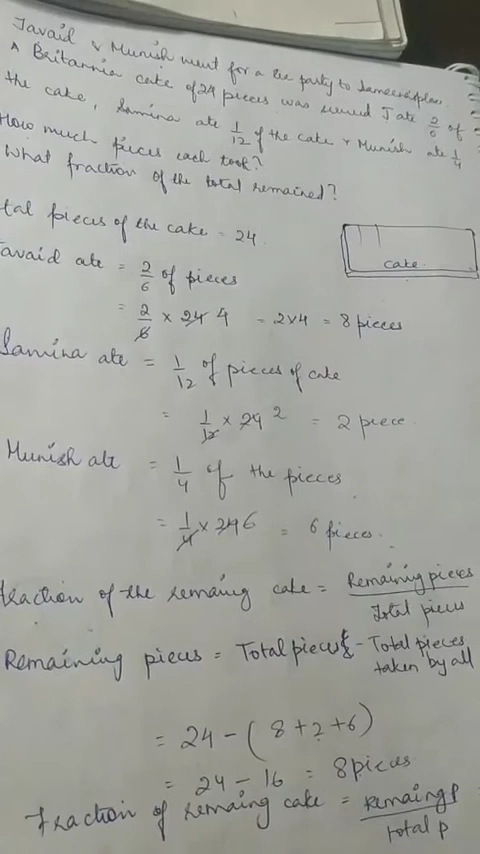 Javaid & Munish went for a tea party to Sameena's place.
A Britannia cake of 24 pieces was served J ate 2/6 of
the cake, Samina ate 1/12 of the cake & Munish ate 1/4
How much pieces each took?
What fraction of the total remained?
tal pieces of the cake = 24.
cake.
avaid ate = 2/6 of pieces
= 2/6 × 24 4 = 2×4 = 8 pieces
Samina ate = 1/12 of pieces of cake
= 1/12 × 24 2 = 2 piece
Munish ate = 1/4 of the pieces
= 1/4 × 24 6 = 6 pieces.
fraction of the remaing cake = Remaining pieces / Total pieces
Remaining pieces = Total pieces - Total pieces taken by all
= 24 - (8+2+6)
= 24 - 16 = 8 pieces
fraction of remaing cake = Remaing p / total p